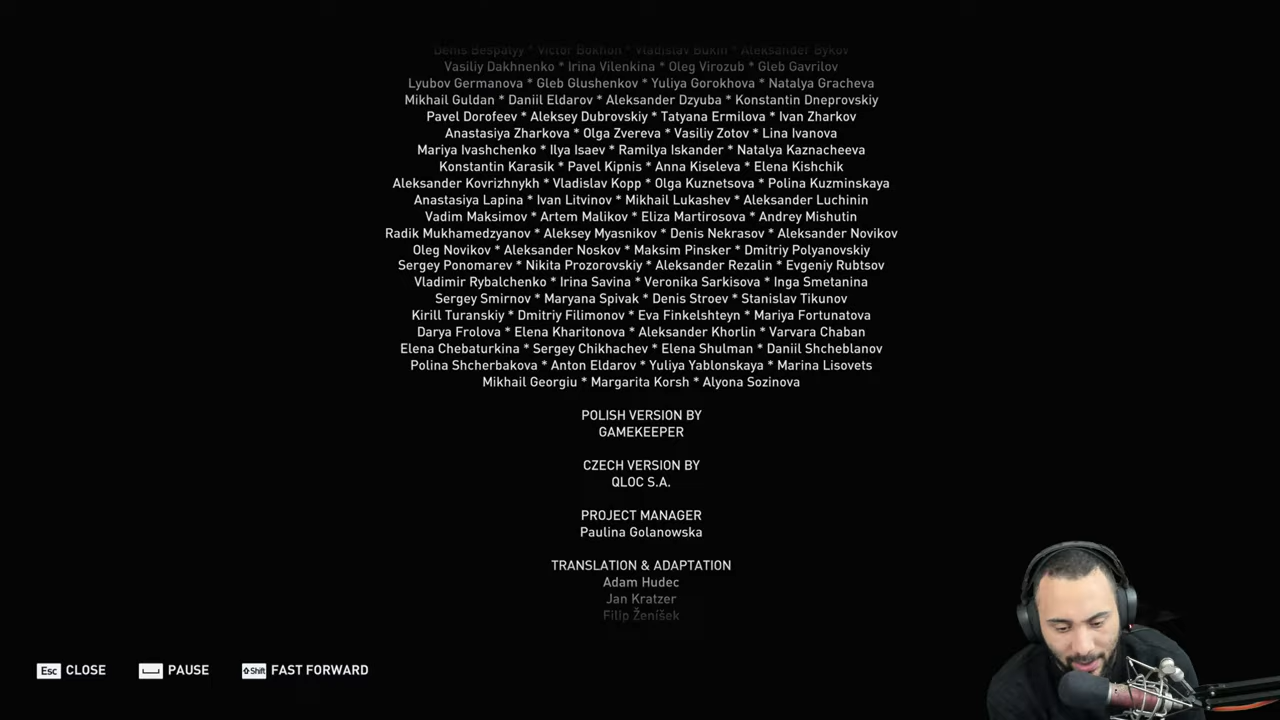 Denis Bespalyy * Victor Bokhon * Vladislav Bukin * Aleksander Bykov
Vasiliy Dakhnenko * Irina Vilenkina * Oleg Virozub * Gleb Gavrilov
Lyubov Germanova * Gleb Glushenkov * Yuliya Gorokhova * Natalya Gracheva
Mikhail Guldan * Daniil Eldarov * Aleksander Dzyuba * Konstantin Dneprovskiy
Pavel Dorofeev * Aleksey Dubrovskiy * Tatyana Ermilova * Ivan Zharkov
Anastasiya Zharkova * Olga Zvereva * Vasiliy Zotov * Lina Ivanova
Mariya Ivashchenko * Ilya Isaev * Ramilya Iskander * Natalya Kaznacheeva
Konstantin Karasik * Pavel Kipnis * Anna Kiseleva * Elena Kishchik
Aleksander Kovrizhnykh * Vladislav Kopp * Olga Kuznetsova * Polina Kuzminskaya
Anastasiya Lapina * Ivan Litvinov * Mikhail Lukashev * Aleksander Luchinin
Vadim Maksimov * Artem Malikov * Eliza Martirosova * Andrey Mishutin
Radik Mukhamedzyanov * Aleksey Myasnikov * Denis Nekrasov * Aleksander Novikov
Oleg Novikov * Aleksander Noskov * Maksim Pinsker * Dmitriy Polyanovskiy
Sergey Ponomarev * Nikita Prozorovskiy * Aleksander Rezalin * Evgeniy Rubtsov
Vladimir Rybalchenko * Irina Savina * Veronika Sarkisova * Inga Smetanina
Sergey Smirnov * Maryana Spivak * Denis Stroev * Stanislav Tikunov
Kirill Turanskiy * Dmitriy Filimonov * Eva Finkelshteyn * Mariya Fortunatova
Darya Frolova * Elena Kharitonova * Aleksander Khorlin * Varvara Chaban
Elena Chebaturkina * Sergey Chikhachev * Elena Shulman * Daniil Shcheblanov
Polina Shcherbakova * Anton Eldarov * Yuliya Yablonskaya * Marina Lisovets
Mikhail Georgiu * Margarita Korsh * Alyona Sozinova
POLISH VERSION BY
GAMEKEEPER
CZECH VERSION BY
QLOC S.A.
PROJECT MANAGER
Paulina Golanowska
TRANSLATION & ADAPTATION
Adam Hudec
Jan Kratzer
Filip Ženíšek
Esc CLOSE PAUSE Shift FAST FORWARD